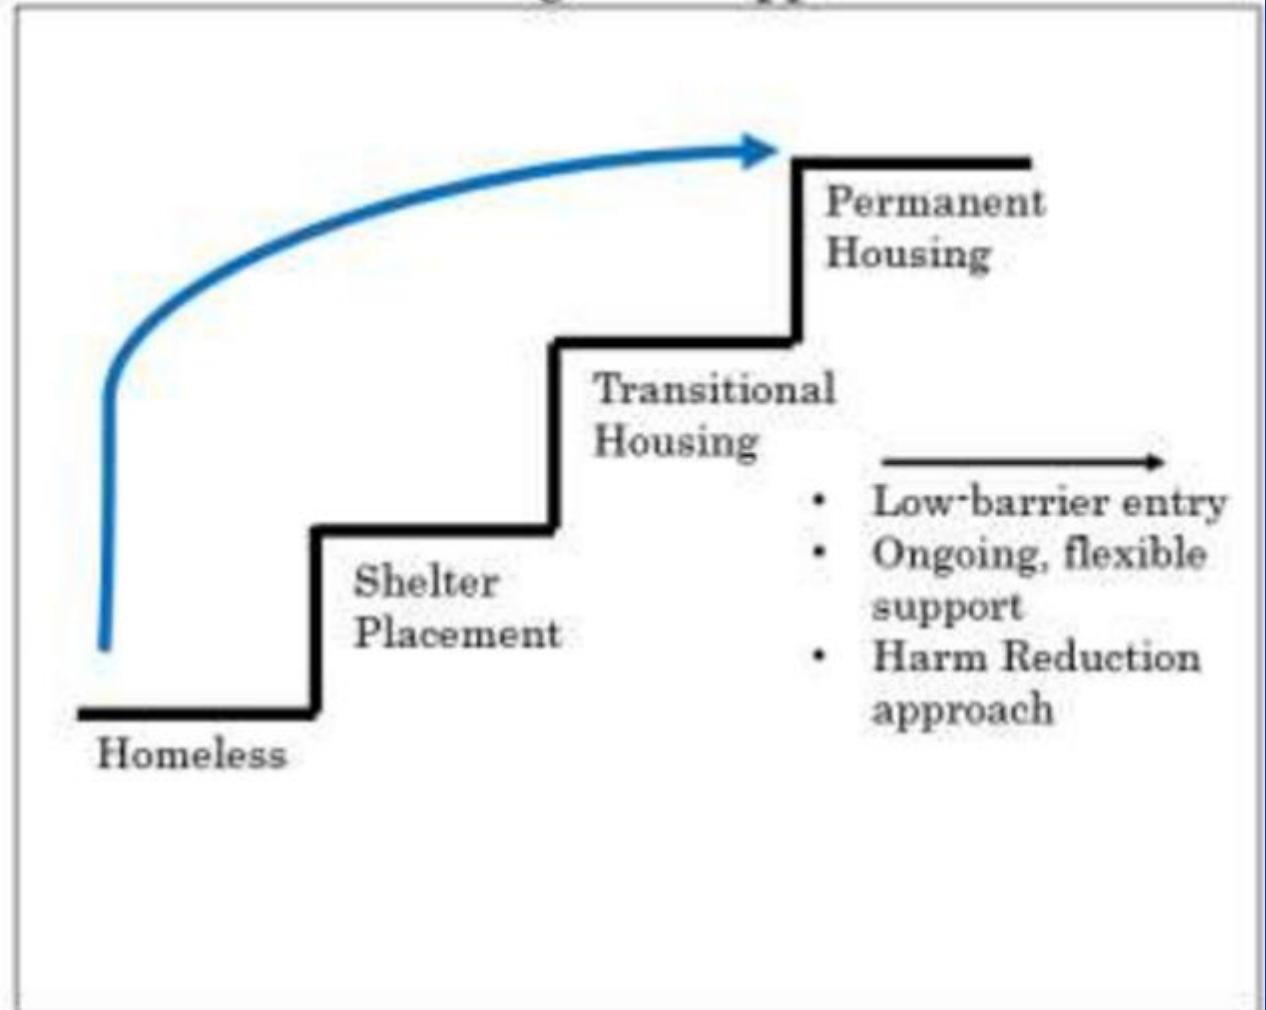 Permanent
Housing
Transitional
Housing
• Low-barrier entry
• Ongoing, flexible
support
• Harm Reduction
approach
Shelter
Placement
Homeless